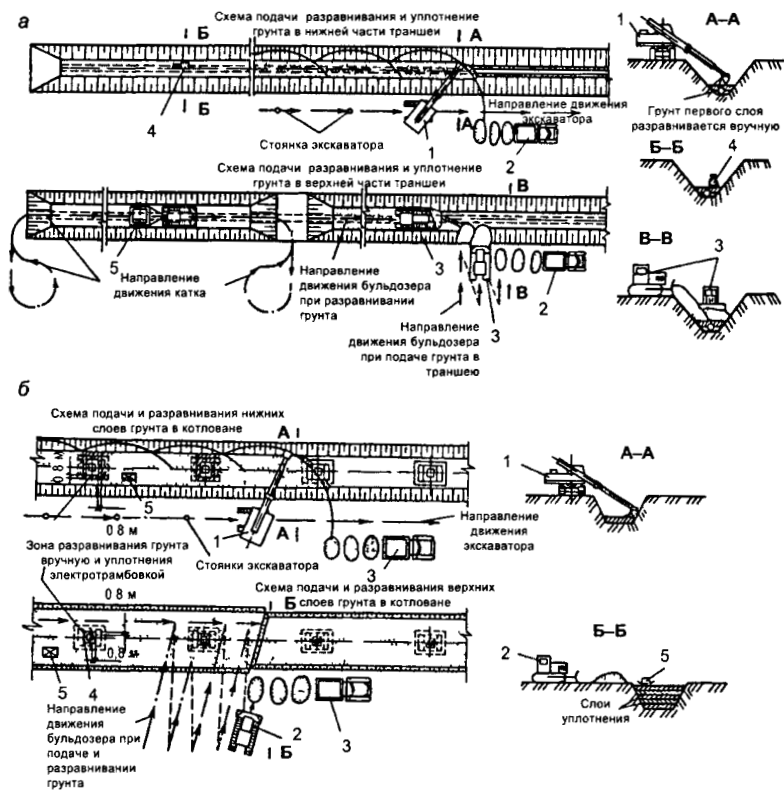 а
Схема подачи разравнивания и уплотнение
грунта в нижней части траншеи
I Б
I А
I Б
4
Стоянка экскаватора
IА
1
Направление движения
экскаватора
2
1
А–А
Грунт первого слоя
разравнивается вручную
Б–Б
4
Схема подачи разравнивания и уплотнение
грунта в верхней части траншеи
I В
5
3
Направление
движения катка
Направление
движения бульдозера
при разравнивании
грунта
I В
3
2
Направление
движения бульдозера
при подаче грунта в
траншею
В–В
3
б
Схема подачи и разравнивания нижних
слоев грунта в котловане
А I
0 8 м
5
1
А I
0 8 м
Стоянки экскаватора
3
Направление
движения
экскаватора
1
А–А
Зона разравнивания грунта
вручную и уплотнения
электротрамбовкой
0 8 м
Схема подачи и разравнивания верхних
слоев грунта в котловане
I Б
0,8 м
5
4
2
I Б
3
Направление
движения
бульдозера при
подаче и
разравнивании
грунта
Б–Б
2
5
Слои
уплотнения